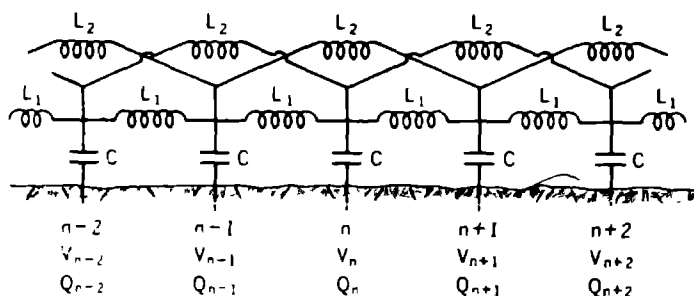 L₂ L₂ L₂ L₂ L₂
L₁ L₁ L₁ L₁ L₁ L₁
C C C C C
n-2 n-1 n n+1 n+2
Vₙ₋₂ Vₙ₋₁ Vₙ Vₙ₊₁ Vₙ₊₂
Qₙ₋₂ Qₙ₋₁ Qₙ Qₙ₊₁ Qₙ₊₂